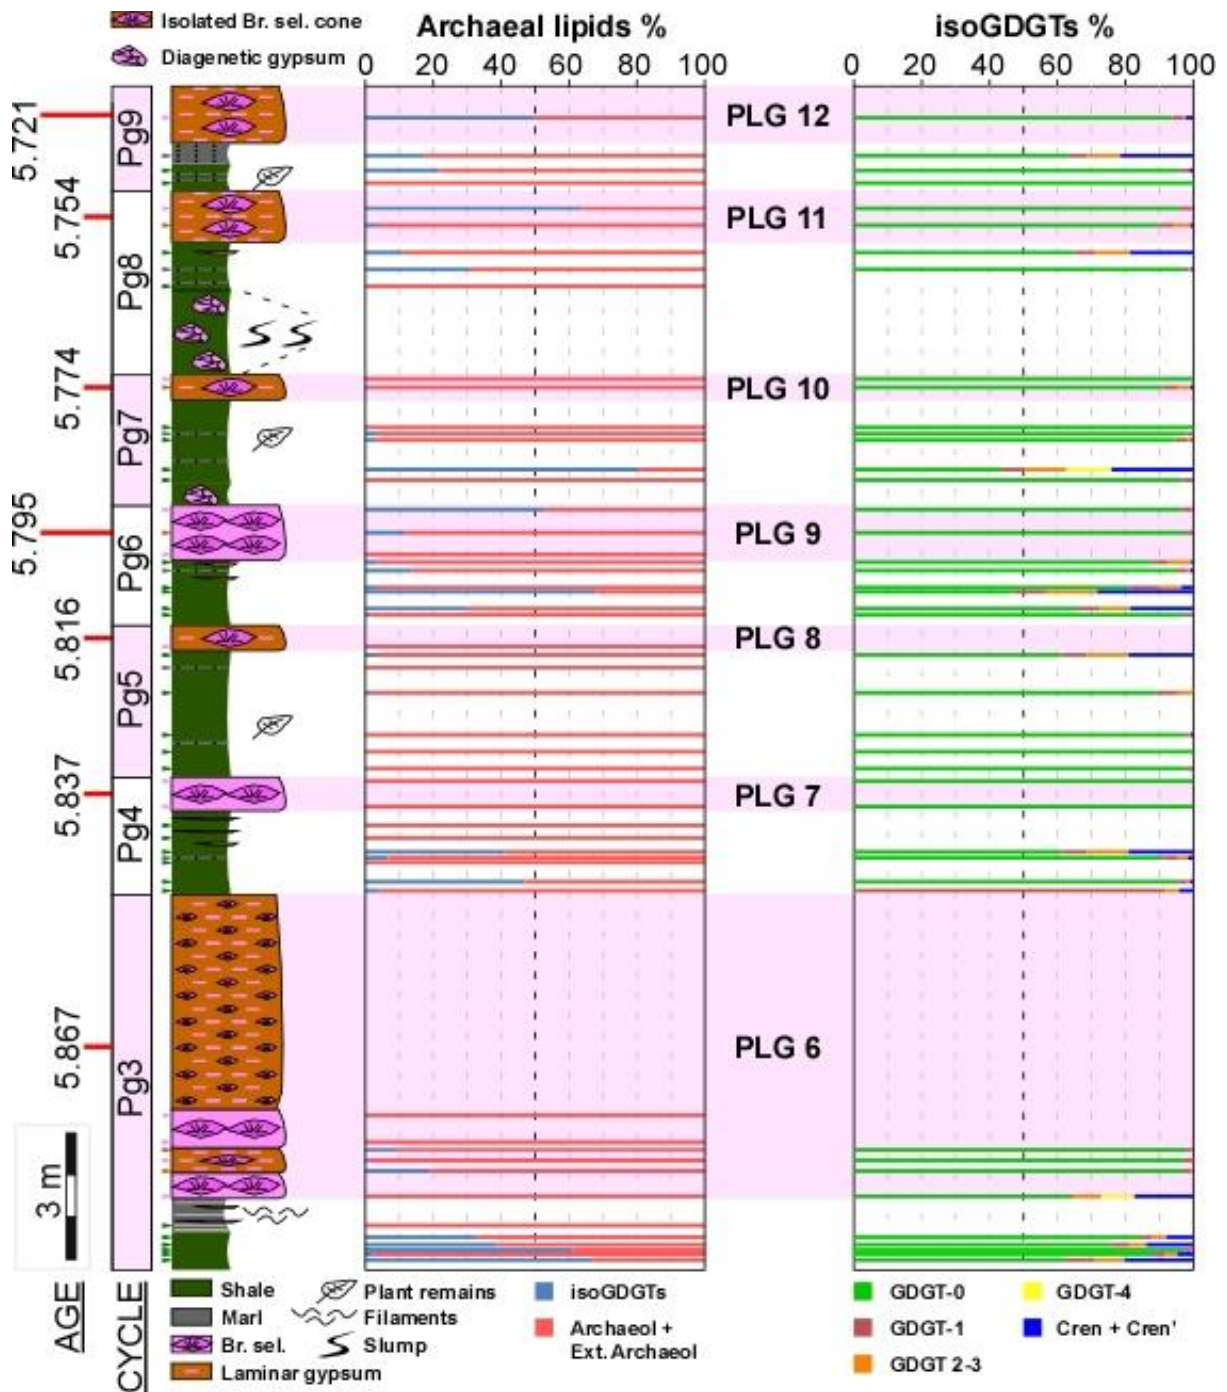 Isolated Br. sel. cone
Diagenetic gypsum
Archaeal lipids %
isoGDGTs %
0 20 40 60 80 100
0 20 40 60 80 100
5.721
Pg9
PLG 12
5.754
Pg8
PLG 11
5.774
Pg7
PLG 10
5.795
Pg6
PLG 9
5.816
Pg5
PLG 8
5.837
Pg4
PLG 7
5.867
Pg3
PLG 6
3 m
AGE
CYCLE
Shale
Marl
Br. sel.
Laminar gypsum
Plant remains
Filaments
Slump
isoGDGTs
Archaeol +
Ext. Archaeol
GDGT-0
GDGT-1
GDGT 2-3
GDGT-4
Cren + Cren'